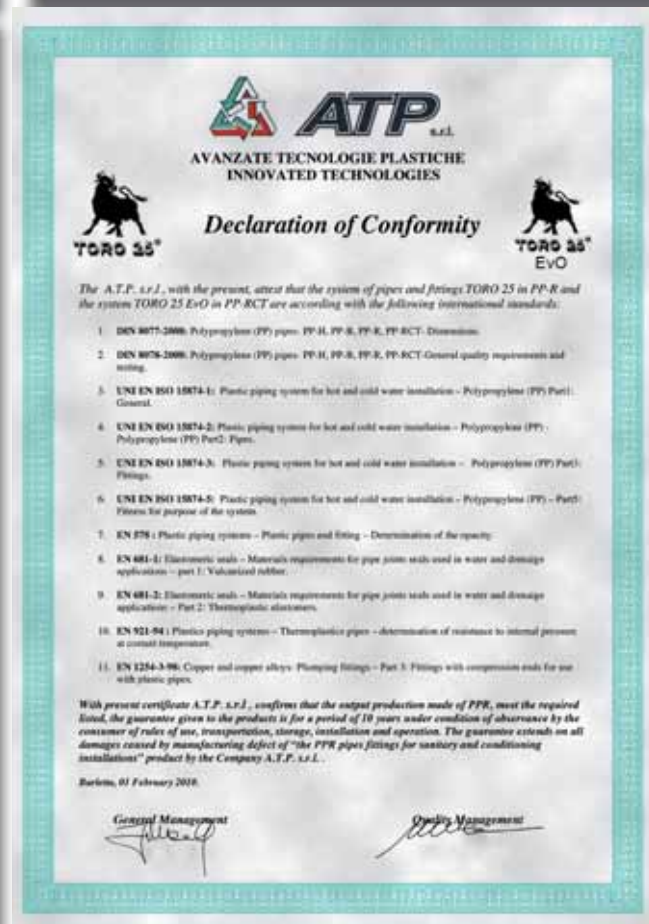 ATP s.r.l.
AVANZATE TECNOLOGIE PLASTICHE
INNOVATED TECHNOLOGIES
TORO 25®
Declaration of Conformity
TORO 25®
EvO
The A.T.P. s.r.l , with the present, attest that the system of pipes and fittings TORO 25 in PP-R and
the system TORO 25 EvO in PP-RCT are according with the following international standards:
1. DIN 8077-2008: Polypropylene (PP) pipes- PP-H, PP-B, PP-R, PP-RCT- Dimensions.
2. DIN 8078-2008: Polypropylene (PP) pipes- PP-H, PP-B, PP-R, PP-RCT-General quality requirements and
testing.
3. UNI EN ISO 15874-1: Plastic piping system for hot and cold water installation – Polypropylene (PP) Part1:
General.
4. UNI EN ISO 15874-2: Plastic piping system for hot and cold water installation – Polypropylene (PP) -
Polypropylene (PP) Part2: Pipes.
5. UNI EN ISO 15874-3: Plastic piping system for hot and cold water installation – Polypropylene (PP) Part3:
Fittings.
6. UNI EN ISO 15874-5: Plastic piping system for hot and cold water installation – Polypropylene (PP) – Part5:
Fitness for purpose of the system
7. EN 578 : Plastic piping systems – Plastic pipes and fitting – Determination of the opacity.
8. EN 681-1: Elastomeric seals – Materials requirements for pipe joints seals used in water and drenaige
applications – part 1: Vulcanized rubber.
9. EN 681-2: Elastomeric seals – Materials requirements for pipe joints seals used in water and drenaige
applications – Part 2: Thermoplastic elastomers.
10. EN 921-94 : Plastics piping systems – Thermoplastics pipes – determination of resistance to internal pressure
at costant temperature.
11. EN 1254-3-98: Copper and copper alloys- Plumping fittings – Part 3: Fittings with compression ends for use
with plastic pipes.
With present certificate A.T.P. s.r.l , confirms that the output production made of PPR, meet the required
listed, the guarantee given to the products is for a period of 10 years under condition of observance by the
consumer of rules of use, transportation, storage, installation and operation. The guarantee extends on all
damages caused by manufacturing defect of "the PPR pipes fittings for sanitary and conditioning
installations" product by the Company A.T.P. s.r.l. .
Barletta, 01 February 2010.
General Management Quality Management